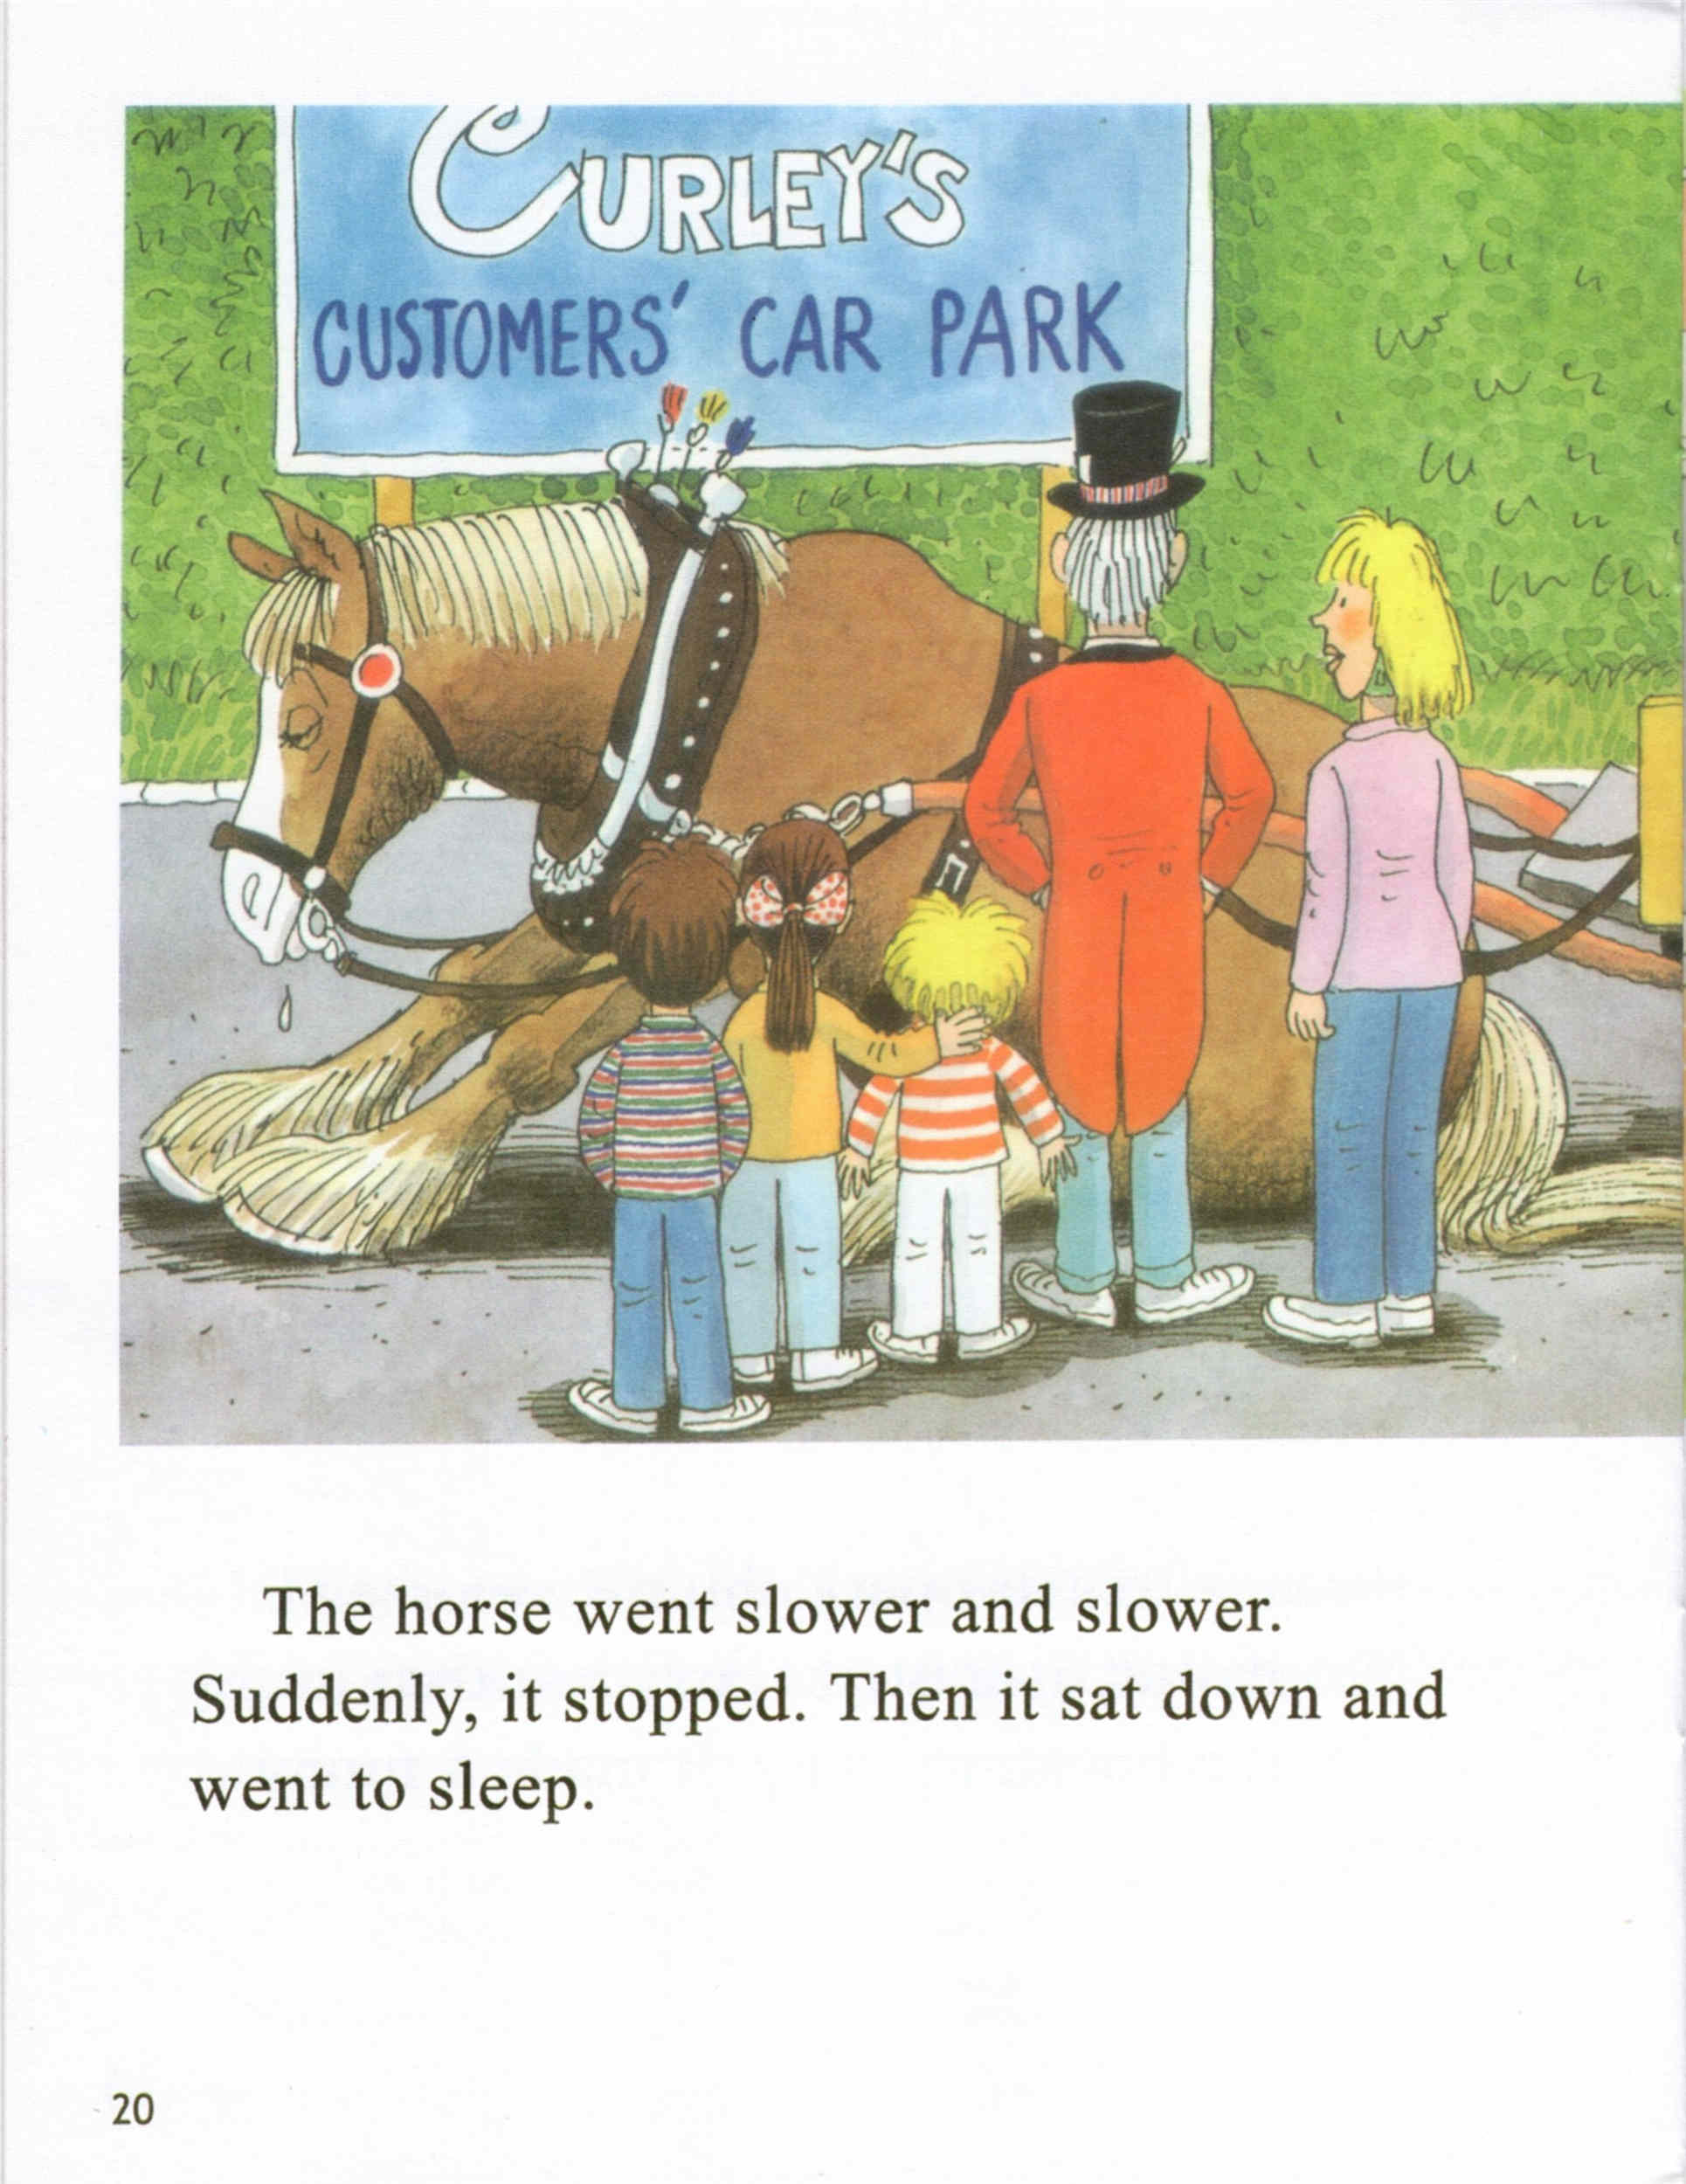 CURLEY'S
CUSTOMERS' CAR PARK
The horse went slower and slower.
Suddenly, it stopped. Then it sat down and
went to sleep.
20